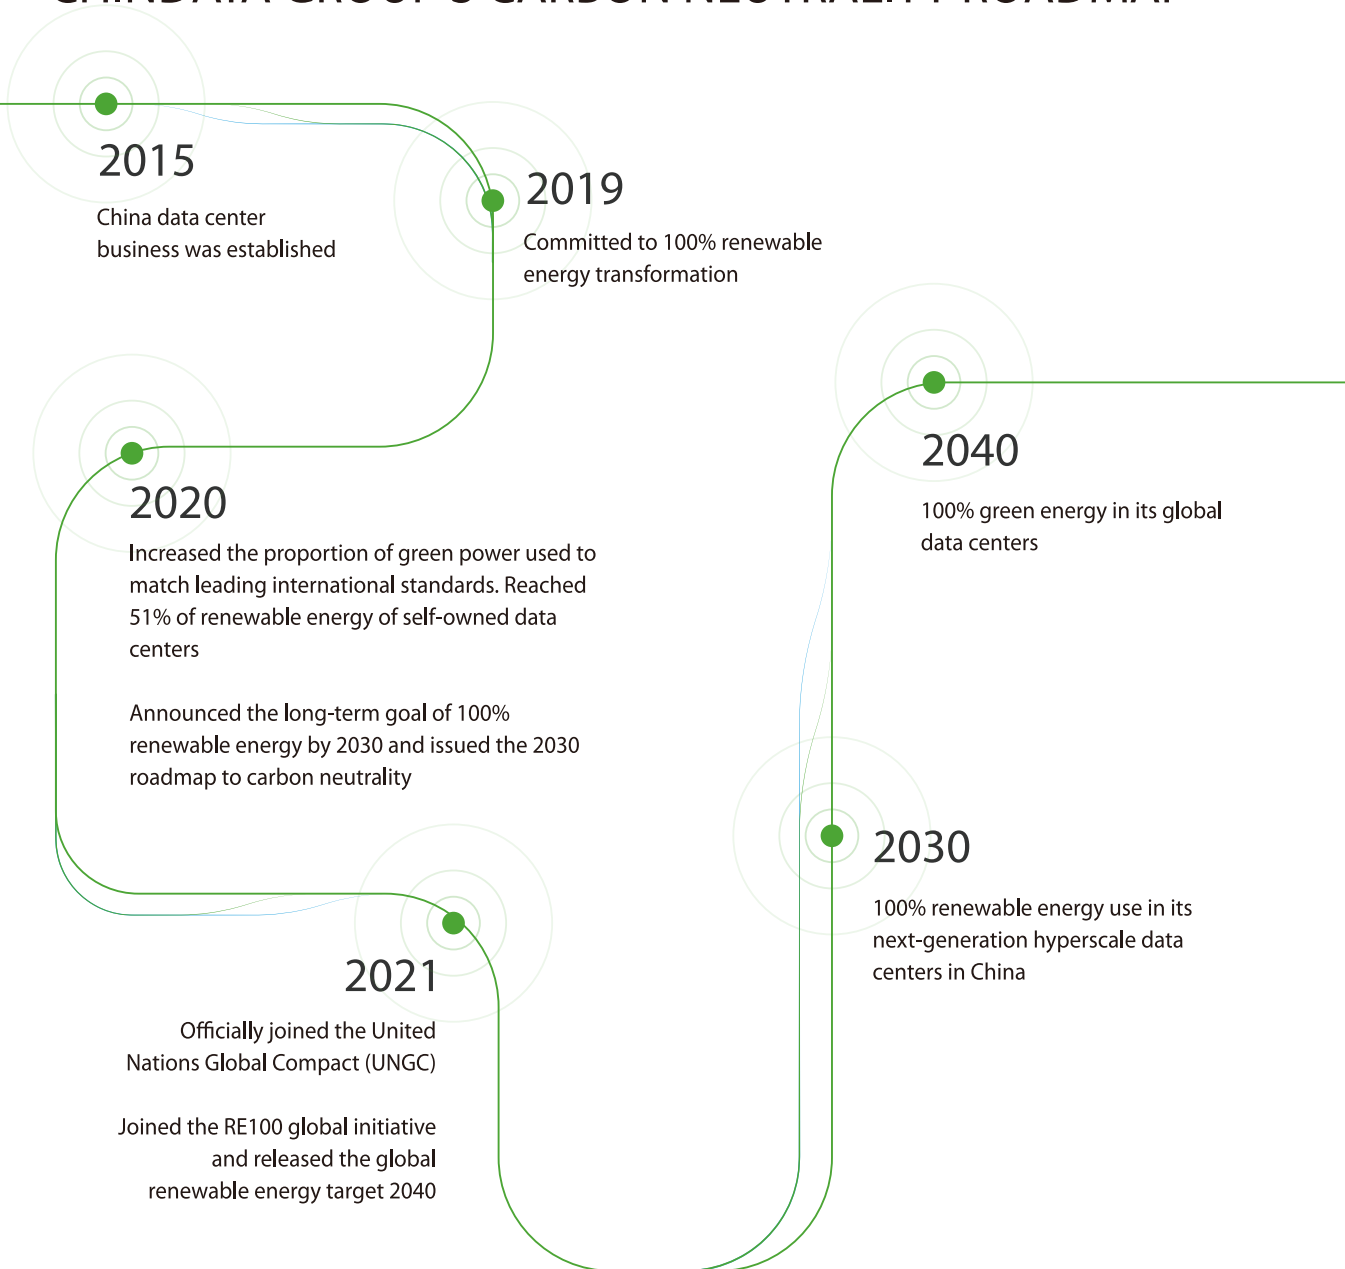 CHINDATA GROUP'S CARBON NEUTRALITY ROADMAP
2015
China data center
business was established
2019
Committed to 100% renewable
energy transformation
2020
Increased the proportion of green power used to
match leading international standards. Reached
51% of renewable energy of self-owned data
centers
Announced the long-term goal of 100%
renewable energy by 2030 and issued the 2030
roadmap to carbon neutrality
2021
Officially joined the United
Nations Global Compact (UNGC)
Joined the RE100 global initiative
and released the global
renewable energy target 2040
2030
100% renewable energy use in its
next-generation hyperscale data
centers in China
2040
100% green energy in its global
data centers